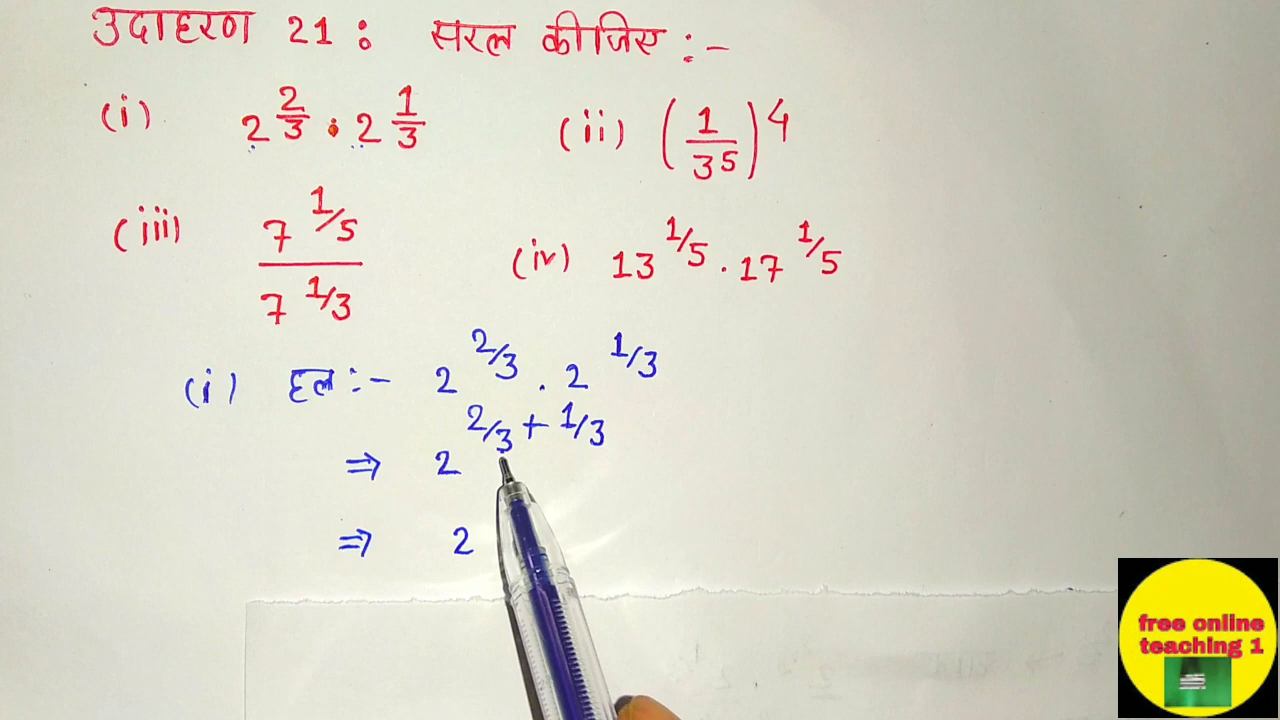 उदाहरण 21 : सरल कीजिए :-
(i) 2^{2/3} · 2^{1/3} (ii) (1/3^5)^4
(iii) 7^{1/5} / 7^{1/3} (iv) 13^{1/5} · 17^{1/5}
(i) हल :- 2^{2/3} . 2^{1/3}
⇒ 2^{2/3 + 1/3}
⇒ 2
free online
teaching 1